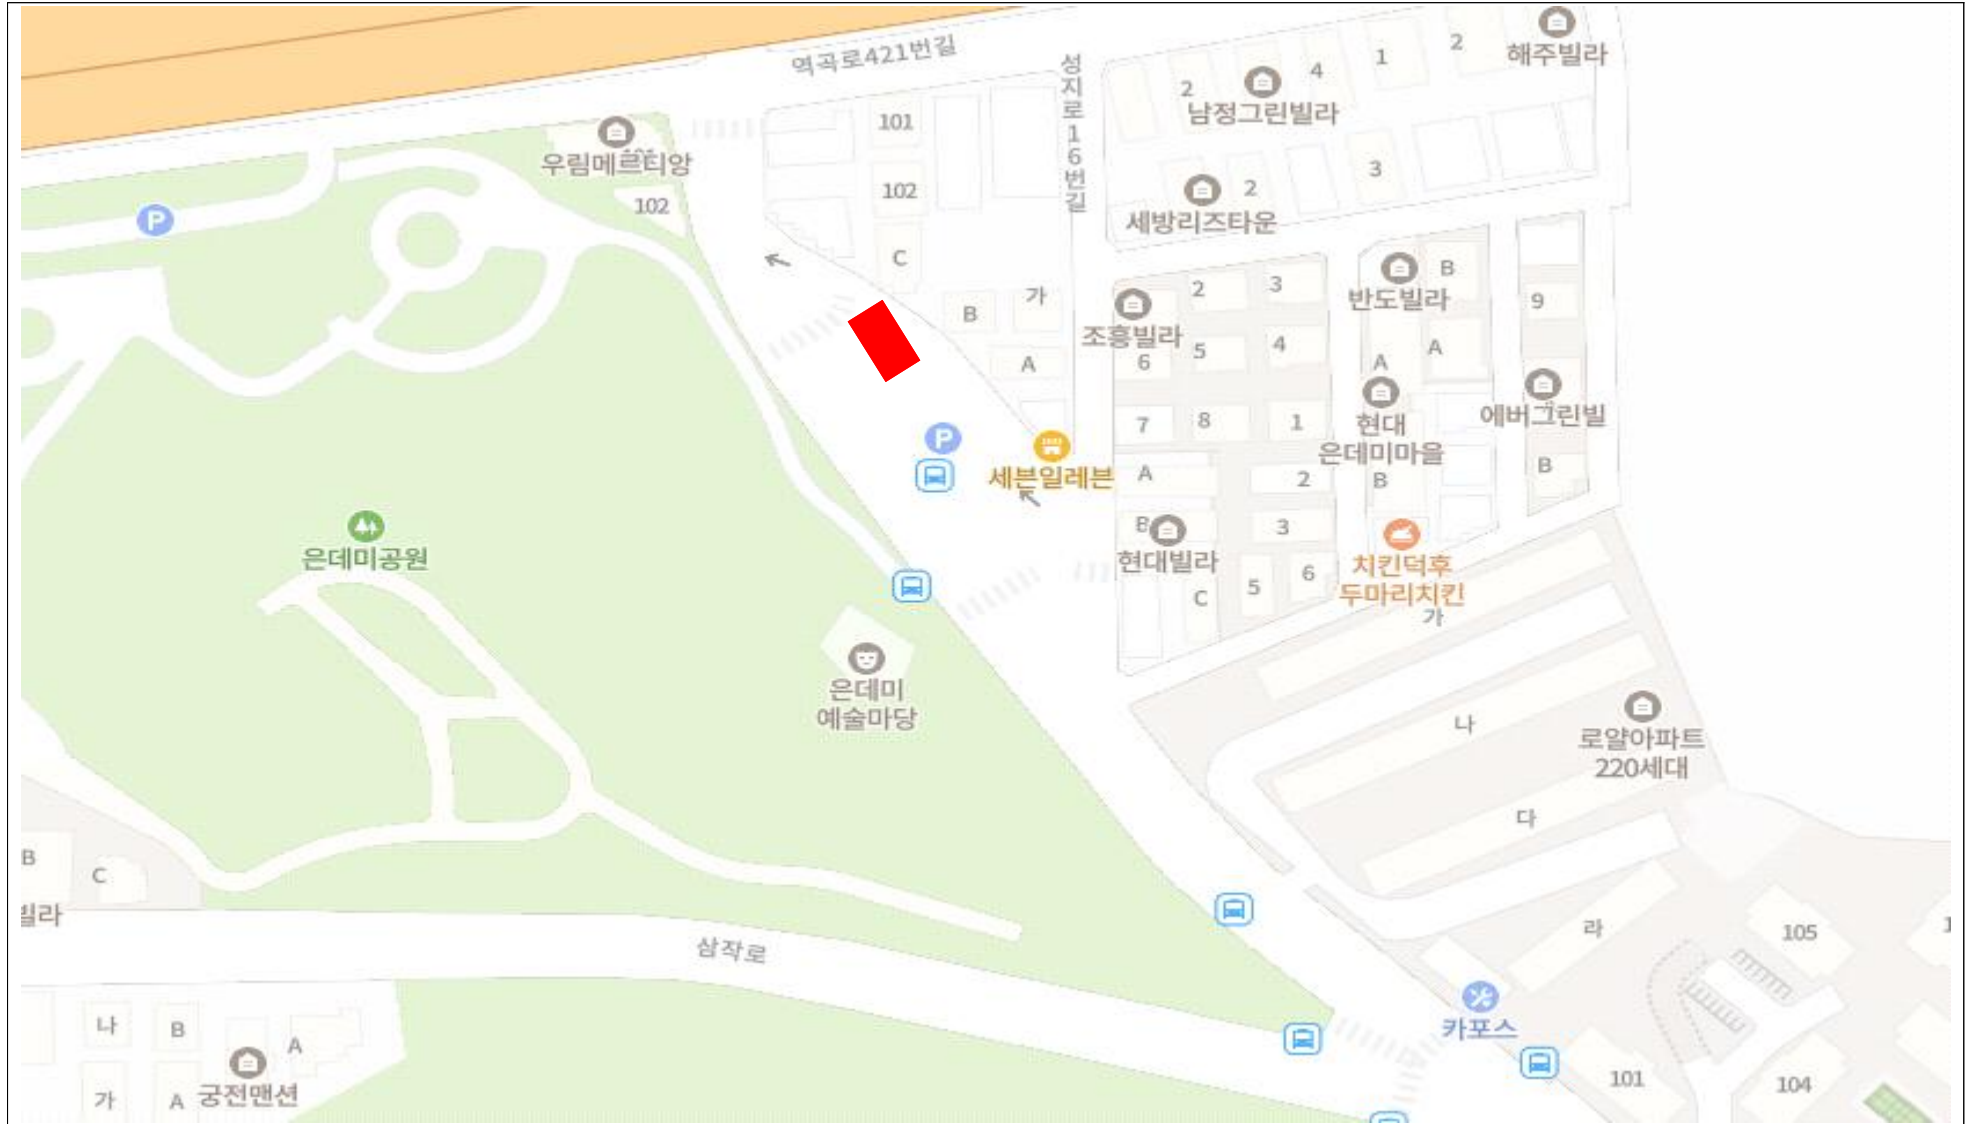 역곡로421번길
성지로16번길
해주빌라
2
4
1
2
남정그린빌라
101
우림메르디앙
102
102
3
2
세방리즈타운
P
C
B
가
A
조흥빌라
2
3
6
5
4
7
8
1
A
2
B
3
현대빌라
C
5
6
반도빌라
B
A
A
현대
은데미마을
B
9
에버그린빌
B
P
세븐일레븐
치킨덕후
두마리치킨
가
은데미공원
은데미
예술마당
나
로얄아파트
220세대
다
라
105
B
C
빌라
삼작로
카포스
101
104
나
B
A
가
A
궁전맨션